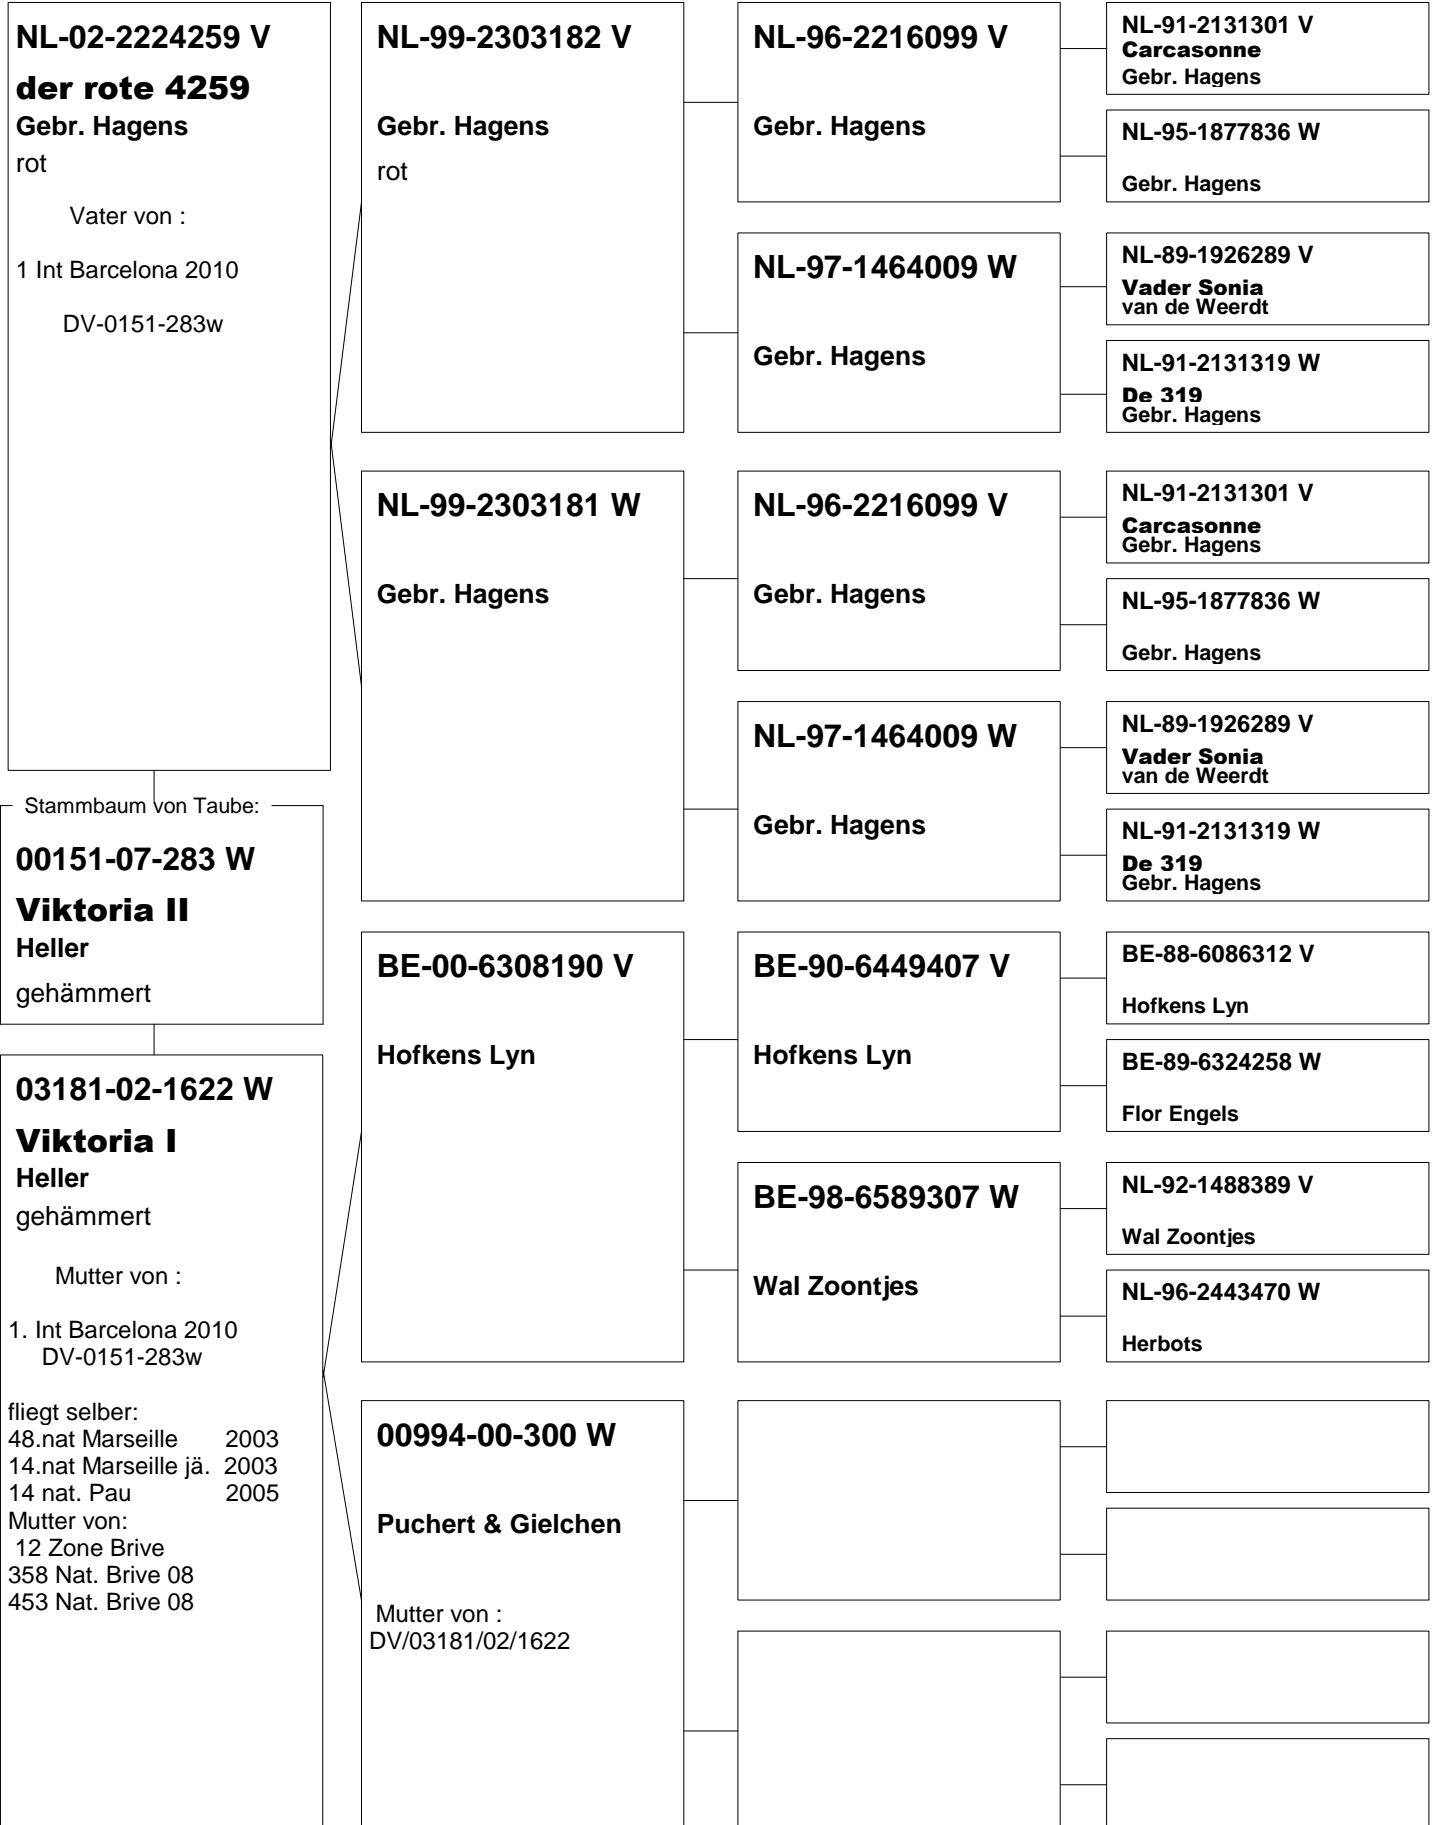 NL-02-2224259 V
der rote 4259
Gebr. Hagens
rot
Vater von :
1 Int Barcelona 2010
DV-0151-283w
Stammbaum von Taube:
00151-07-283 W
Viktoria II
Heller
gehämmert
03181-02-1622 W
Viktoria I
Heller
gehämmert
Mutter von :
1. Int Barcelona 2010
DV-0151-283w
fliegt selber:
48.nat Marseille 2003
14.nat Marseille jä. 2003
14 nat. Pau 2005
Mutter von:
12 Zone Brive
358 Nat. Brive 08
453 Nat. Brive 08
NL-99-2303182 V
Gebr. Hagens
rot
NL-99-2303181 W
Gebr. Hagens
BE-00-6308190 V
Hofkens Lyn
00994-00-300 W
Puchert & Gielchen
Mutter von :
DV/03181/02/1622
NL-96-2216099 V
Gebr. Hagens
NL-97-1464009 W
Gebr. Hagens
NL-96-2216099 V
Gebr. Hagens
NL-97-1464009 W
Gebr. Hagens
BE-90-6449407 V
Hofkens Lyn
BE-98-6589307 W
Wal Zoontjes
NL-91-2131301 V
Carcasonne
Gebr. Hagens
NL-95-1877836 W
Gebr. Hagens
NL-89-1926289 V
Vader Sonia
van de Weerdt
NL-91-2131319 W
De 319
Gebr. Hagens
NL-91-2131301 V
Carcasonne
Gebr. Hagens
NL-95-1877836 W
Gebr. Hagens
NL-89-1926289 V
Vader Sonia
van de Weerdt
NL-91-2131319 W
De 319
Gebr. Hagens
BE-88-6086312 V
Hofkens Lyn
BE-89-6324258 W
Flor Engels
NL-92-1488389 V
Wal Zoontjes
NL-96-2443470 W
Herbots